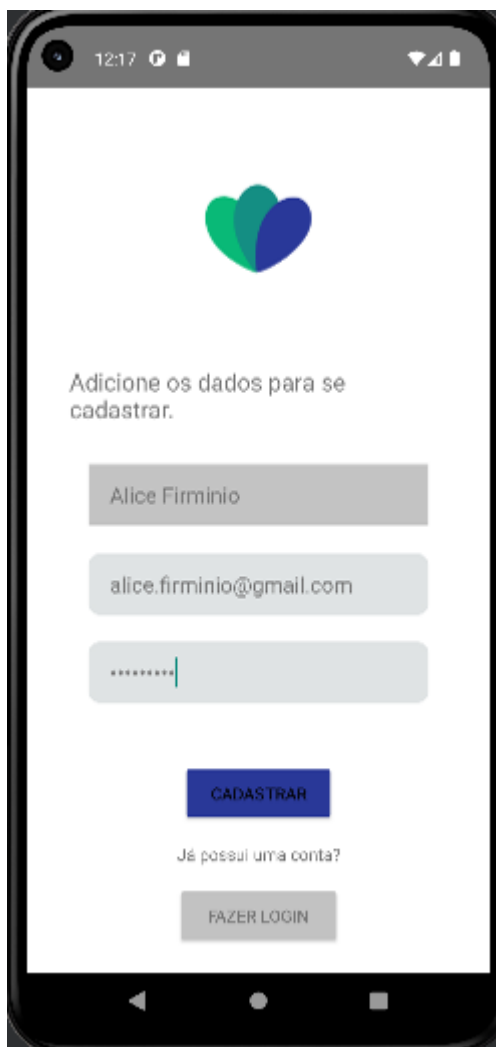 12:17
Adicione os dados para se
cadastrar.
Alice Firminio
alice.firminio@gmail.com
•••••••••
CADASTRAR
Já possui uma conta?
FAZER LOGIN